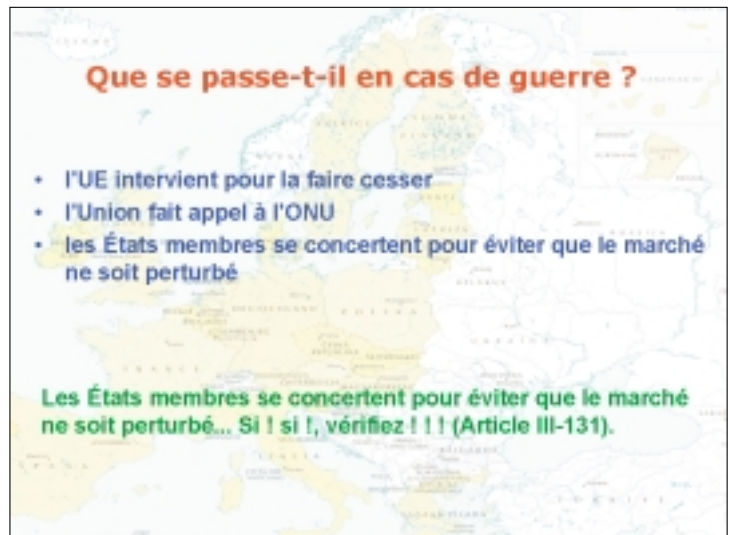 Que se passe-t-il en cas de guerre ?
• l'UE intervient pour la faire cesser
• l'Union fait appel à l'ONU
• les États membres se concertent pour éviter que le marché
ne soit perturbé
Les États membres se concertent pour éviter que le marché
ne soit perturbé... Si ! si !, vérifiez ! ! ! (Article III-131).